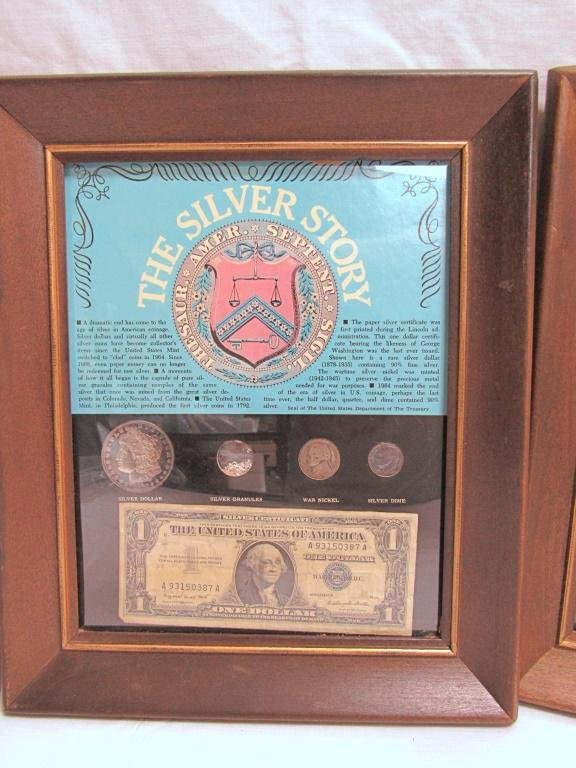 THE SILVER STORY
THESAUR. AMER. SEPTENT. SIGIL.
■ A dramatic end has come to the
age of silver in American coinage.
Silver dollars and virtually all other
silver coins have become collector's
items since the United States Mint
switched to "clad" coins in 1964. Since
1968, even paper money can no longer
be redeemed for raw silver. ■ A memento
of how it all began is the capsule of pure sil-
ver granules containing samples of the same
silver that once was mined from the great silver de-
posits in Colorado, Nevada, and California. ■ The United States
Mint, in Philadelphia, produced the first silver coins in 1792.
■ The paper silver certificate was
first printed during the Lincoln ad-
ministration. This one dollar certifi-
cate bearing the likeness of George
Washington was the last ever issued.
Shown here is a rare silver dollar
(1878-1935) containing 90% fine silver.
The wartime silver nickel was minted
(1942-1945) to preserve the precious metal
needed for war purposes. ■ 1964 marked the end
of the era of silver in U.S. coinage, perhaps the last
time ever, the half dollar, quarter, and dime contained 90%
silver.
Seal of The United States Department of The Treasury
SILVER DOLLAR
SILVER GRANULES
WAR NICKEL
SILVER DIME
SILVER CERTIFICATE
1
1
THE UNITED STATES OF AMERICA
A 93150387 A
ONE DOLLAR
WASHINGTON, D.C.
A 93150387 A
ONE DOLLAR
1
1